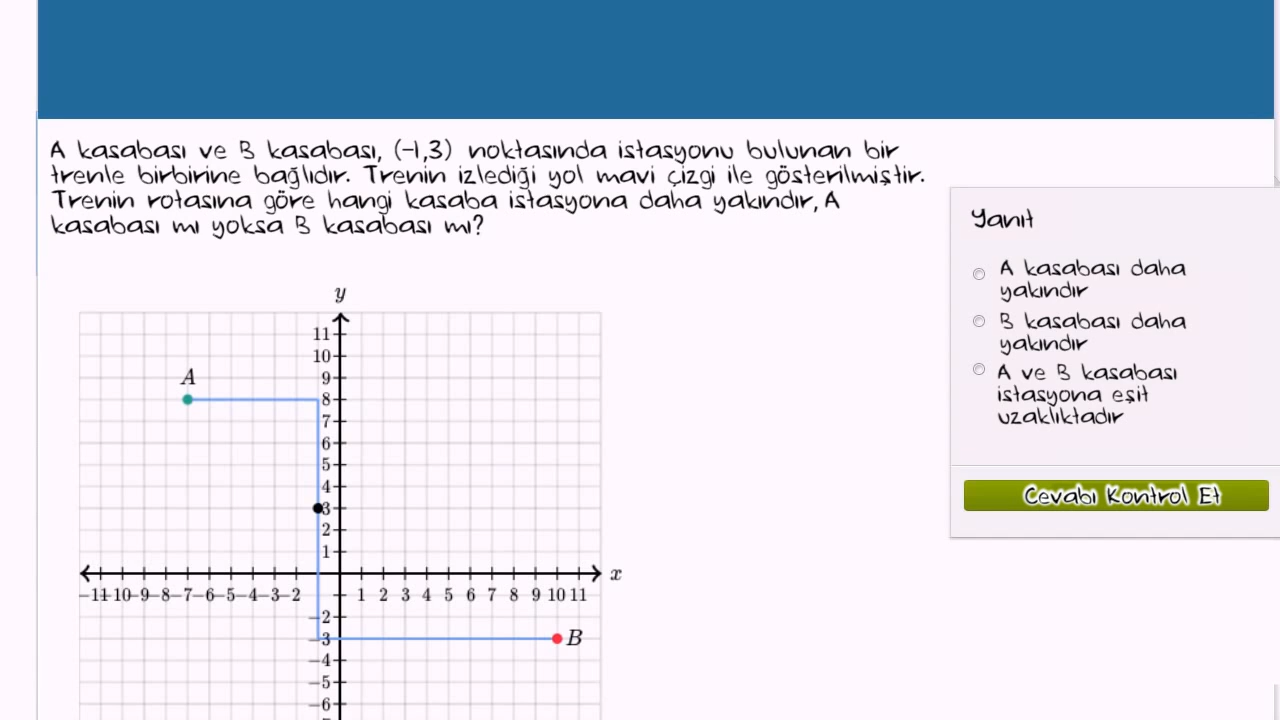 A kasabası ve B kasabası, (-1,3) noktasında istasyonu bulunan bir
trenle birbirine bağlıdır. Trenin izlediği yol mavi çizgi ile gösterilmiştir.
Trenin rotasına göre hangi kasaba istasyona daha yakındır, A
kasabası mı yoksa B kasabası mı?
Yanıt
A kasabası daha
yakındır
B kasabası daha
yakındır
A ve B kasabası
istasyona eşit
uzaklıktadır
Cevabı Kontrol Et
y
11
10
A
9
8
7
6
5
4
3
2
1
x
-11 -10 -9 -8 -7 -6 -5 -4 -3 -2 1 2 3 4 5 6 7 8 9 10 11
-2
-3
B
-4
-5
-6